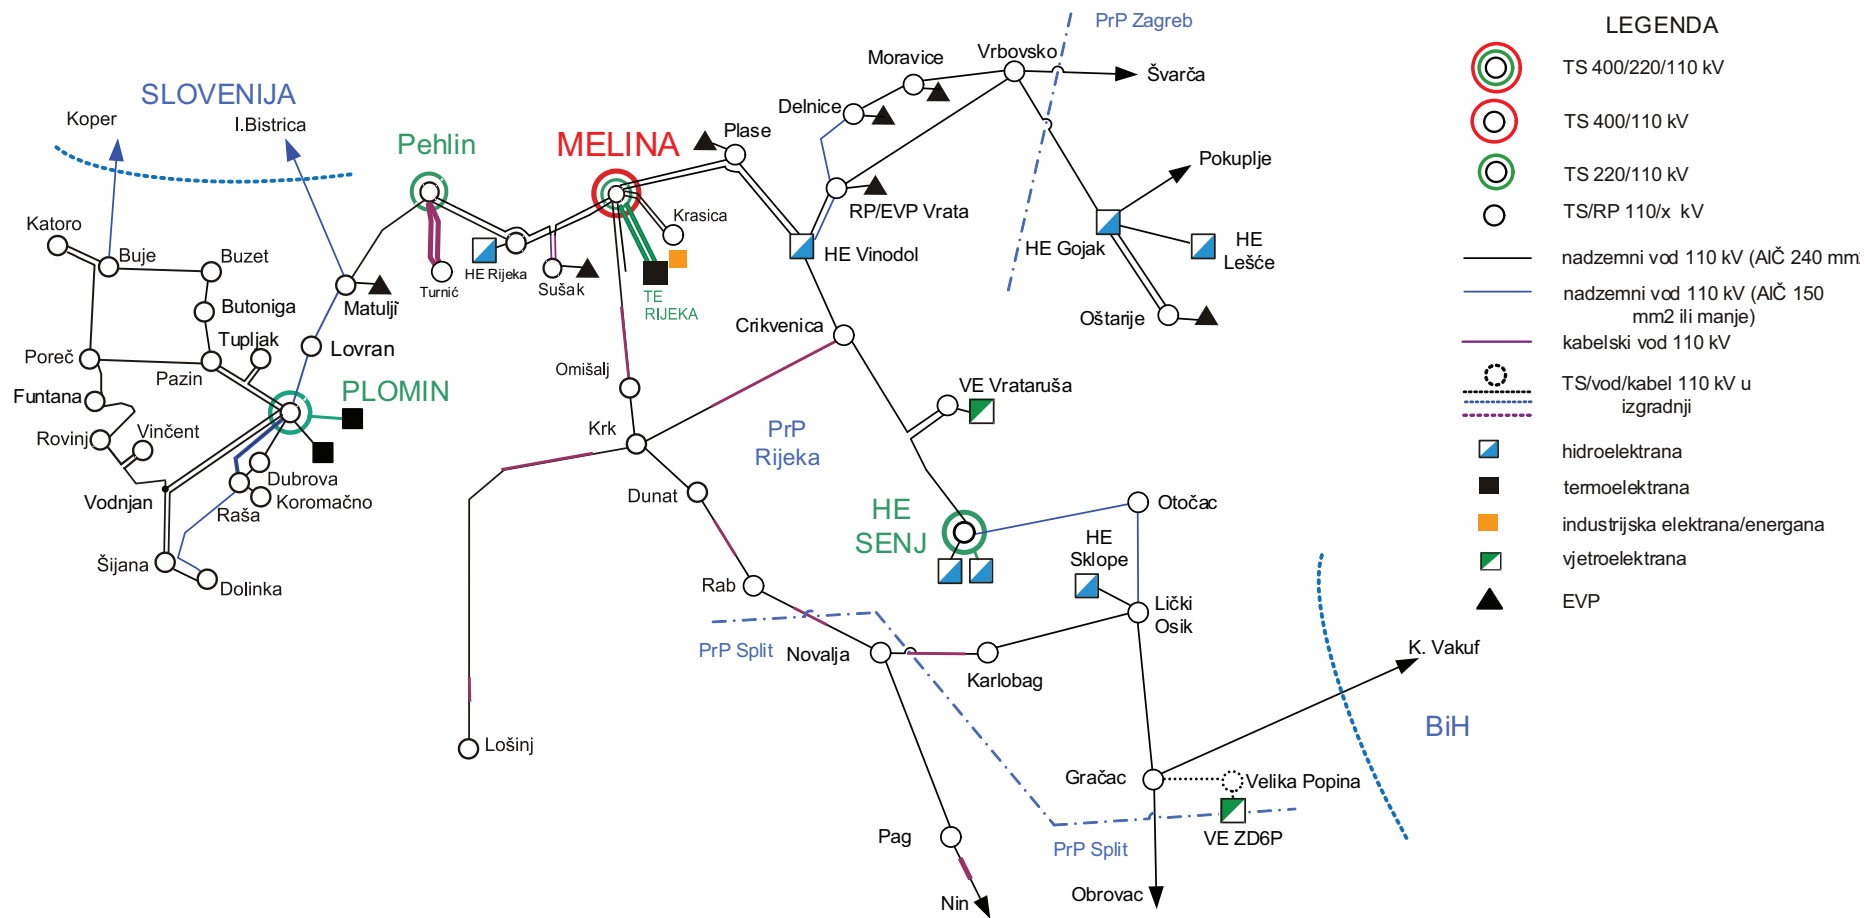 PrP Zagreb
LEGENDA
Vrbovsko
Moravice
Švarča
TS 400/220/110 kV
SLOVENIJA
Delnice
Koper
I.Bistrica
Pehlin
MELINA
Plase
TS 400/110 kV
Pokuplje
TS 220/110 kV
Katoro
Krasica
RP/EVP Vrata
TS/RP 110/x kV
Buje
Buzet
HE Rijeka
HE Vinodol
HE Gojak
HE
Lešće
nadzemni vod 110 kV (AlČ 240 mm2
Turnić
Sušak
TE
RIJEKA
Matulji
Butoniga
nadzemni vod 110 kV (AlČ 150
mm2 ili manje)
Oštarije
Crikvenica
Tupljak
Lovran
kabelski vod 110 kV
Poreč
Pazin
Omišalj
PLOMIN
VE Vrataruša
TS/vod/kabel 110 kV u
izgradnji
Funtana
Rovinj
Vinčent
Krk
PrP
Rijeka
hidroelektrana
Dubrova
Koromačno
Vodnjan
Raša
Dunat
HE
SENJ
Otočac
termoelektrana
industrijska elektrana/energana
HE
Sklope
vjetroelektrana
Šijana
Dolinka
Rab
Lički
Osik
EVP
PrP Split
Novalja
Karlobag
K. Vakuf
BiH
Lošinj
Gračac
Velika Popina
Pag
PrP Split
VE ZD6P
Nin
Obrovac